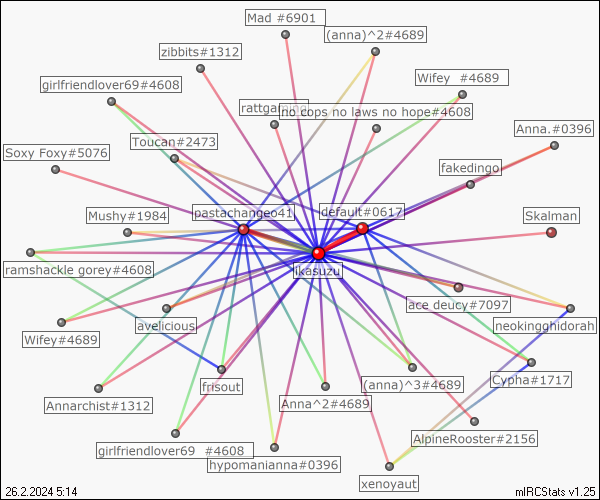 Mad #6901
(anna)^2#4689
zibbits#1312
Wifey  #4689
girlfriendlover69#4608
no cops no laws no hope#4608
Anna.#0396
Toucan#2473
Soxy Foxy#5076
fakedingo
Mushy#1984
pastachangeo41
default#0617
Skalman
ikasuzu
ramshackle gorey#4608
ace deucy#7097
Wifey#4689
avelicious
neokingghidorah
frisout
(anna)^3#4689
Cypha#1717
Annarchist#1312
Anna^2#4689
AlpineRooster#2156
girlfriendlover69  #4608
hypomanianna#0396
xenoyaut
26.2.2024 5:14
mIRCStats v1.25